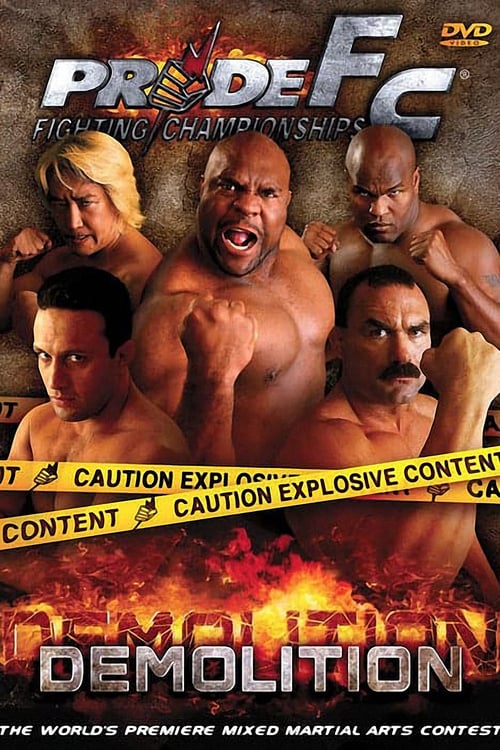 DVD
VIDEO
PRIDE FC®
FIGHTING CHAMPIONSHIPS
CAUTION EXPLOSIVE CONTENT
CONTENT CAUTION EXPLOSIVE CONTENT
DEMOLITION
DEMOLITION
THE WORLD'S PREMIERE MIXED MARTIAL ARTS CONTEST